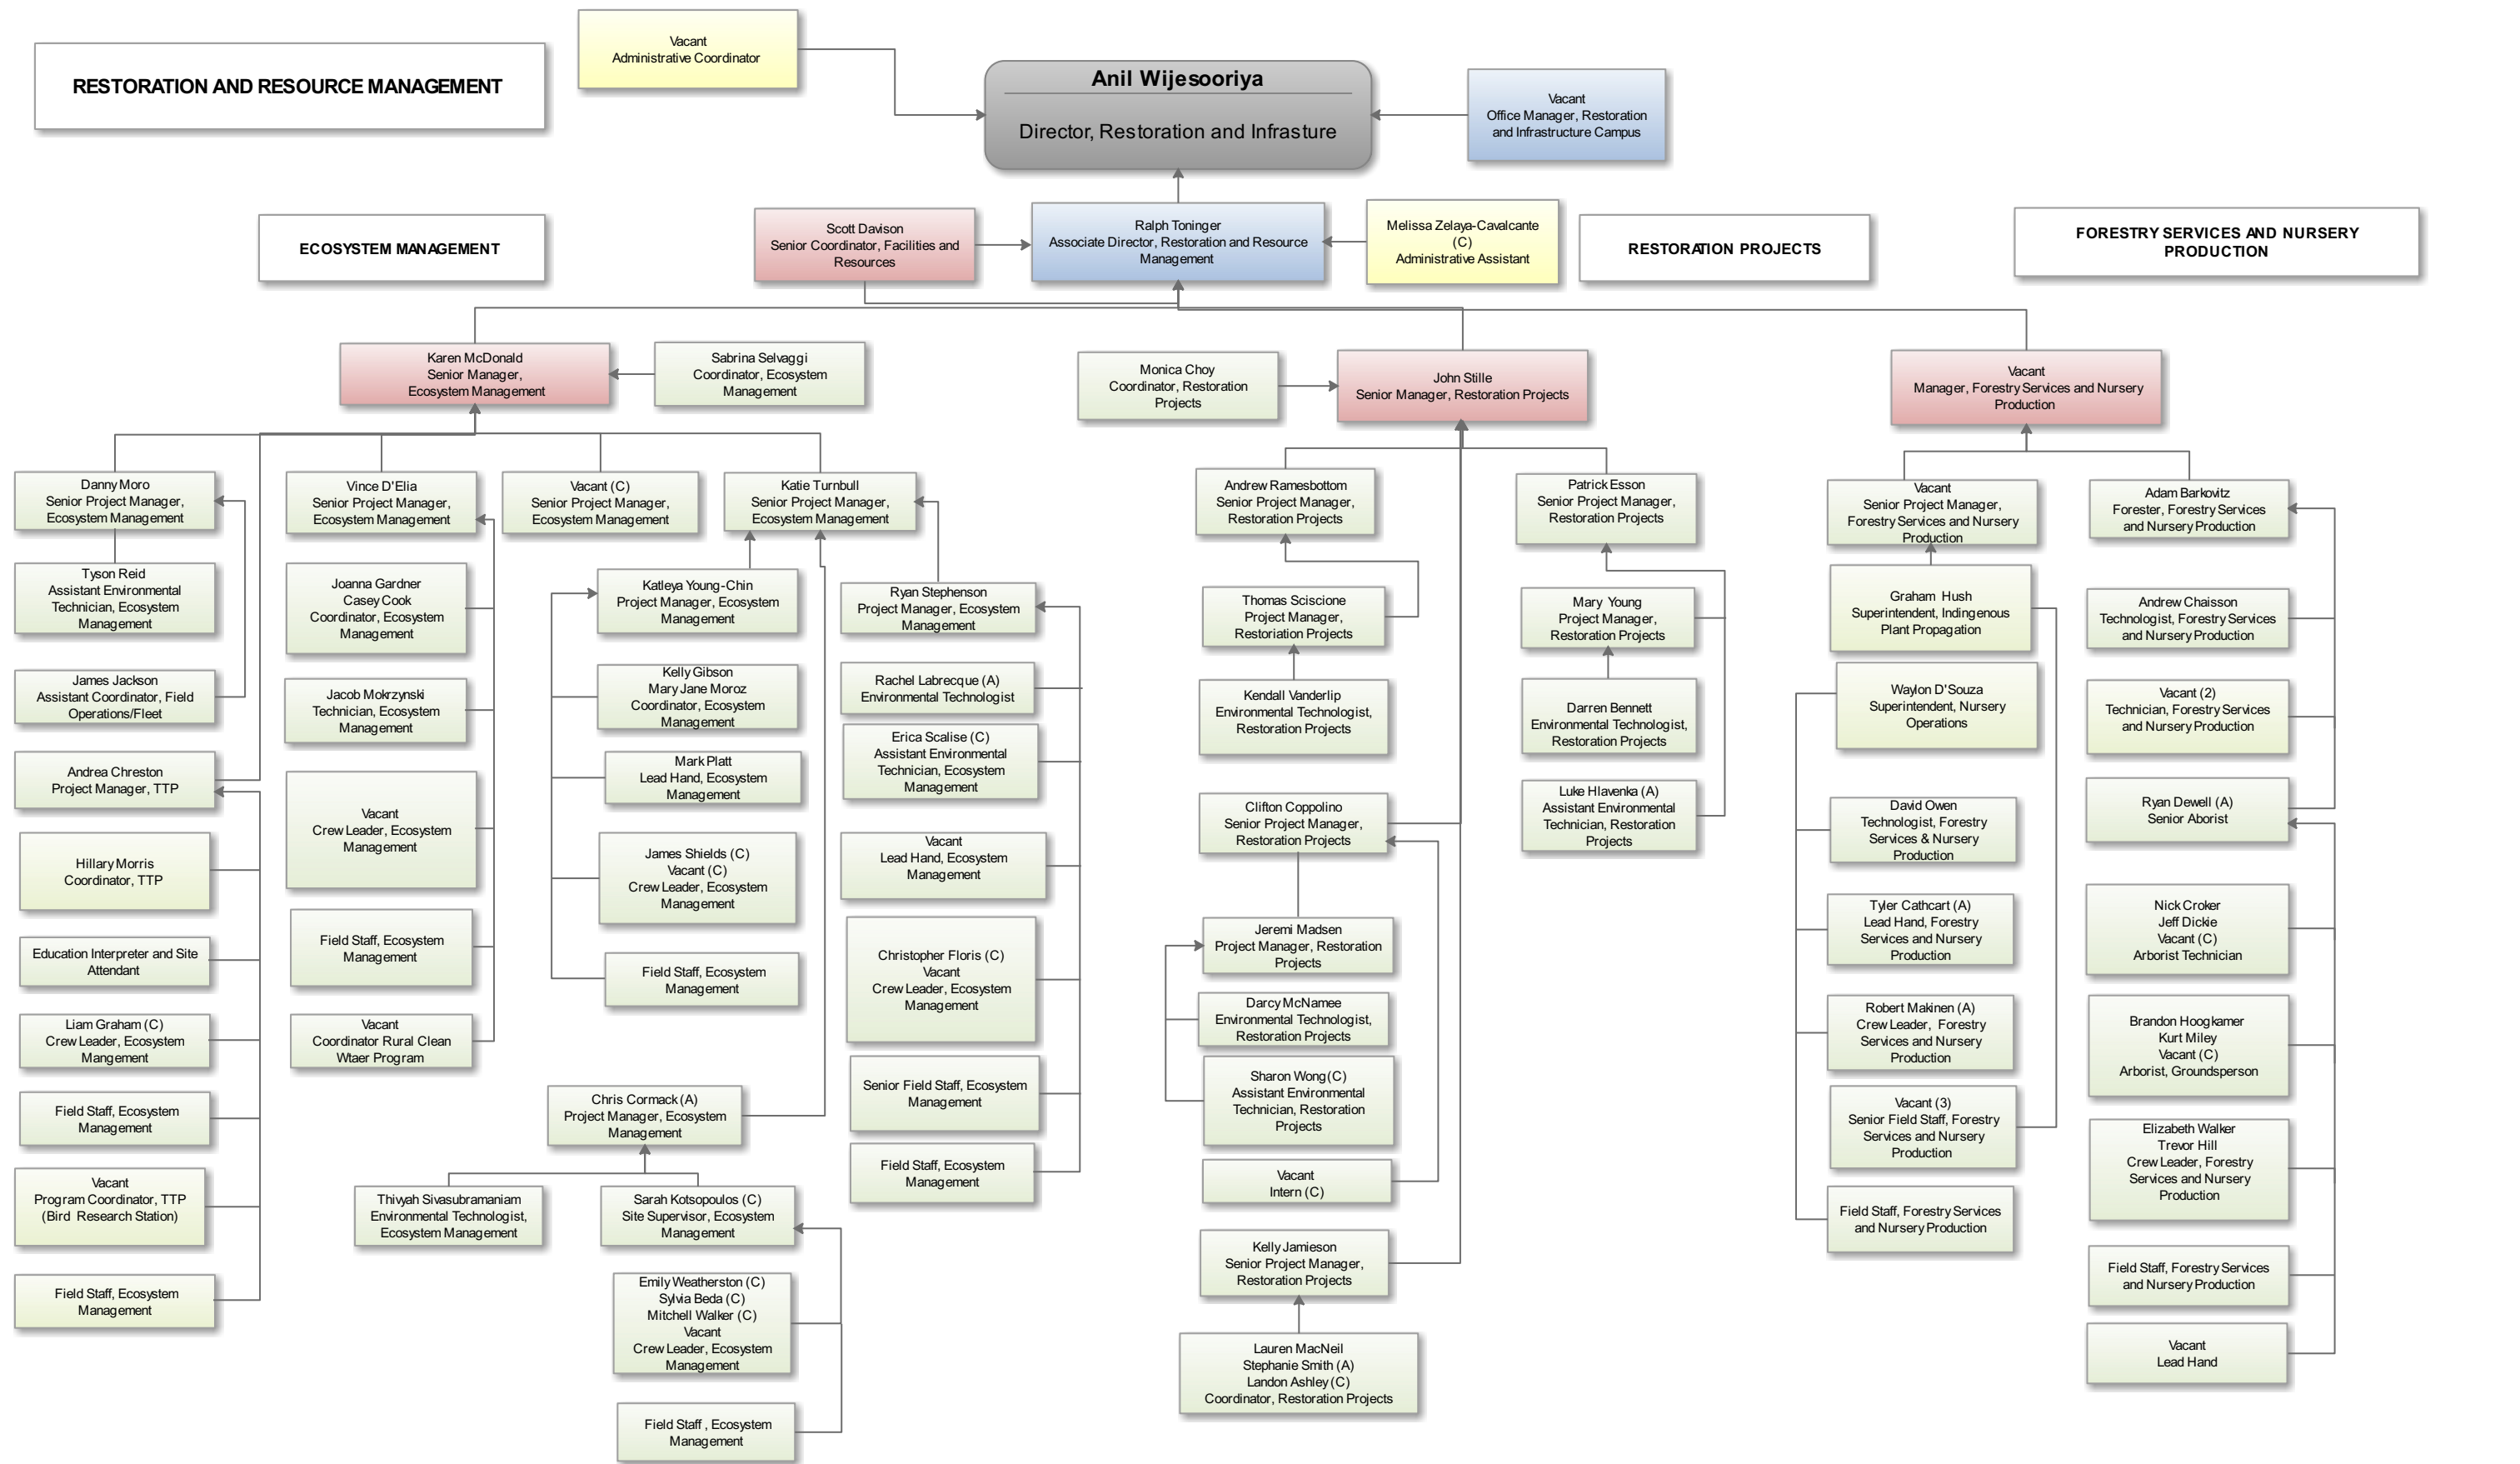 RESTORATION AND RESOURCE MANAGEMENT
Vacant
Administrative Coordinator
Anil Wijesooriya
Director, Restoration and Infrasture
Vacant
Office Manager, Restoration
and Infrastructure Campus
ECOSYSTEM MANAGEMENT
Scott Davison
Senior Coordinator, Facilities and
Resources
Ralph Toninger
Associate Director, Restoration and Resource
Management
Melissa Zelaya-Cavalcante
(C)
Administrative Assistant
RESTORATION PROJECTS
FORESTRY SERVICES AND NURSERY
PRODUCTION
Karen McDonald
Senior Manager,
Ecosystem Management
Sabrina Selvaggi
Coordinator, Ecosystem
Management
Monica Choy
Coordinator, Restoration
Projects
John Stille
Senior Manager, Restoration Projects
Vacant
Manager, Forestry Services and Nursery
Production
Danny Moro
Senior Project Manager,
Ecosystem Management
Tyson Reid
Assistant Environmental
Technician, Ecosystem
Management
James Jackson
Assistant Coordinator, Field
Operations/Fleet
Andrea Chreston
Project Manager, TTP
Hillary Morris
Coordinator, TTP
Education Interpreter and Site
Attendant
Liam Graham (C)
Crew Leader, Ecosystem
Mangement
Field Staff, Ecosystem
Management
Vacant
Program Coordinator, TTP
(Bird Research Station)
Field Staff, Ecosystem
Management
Vince D'Elia
Senior Project Manager,
Ecosystem Management
Joanna Gardner
Casey Cook
Coordinator, Ecosystem
Management
Jacob Mokrzynski
Technician, Ecosystem
Management
Vacant
Crew Leader, Ecosystem
Management
Field Staff, Ecosystem
Management
Vacant
Coordinator Rural Clean
Wtaer Program
Vacant (C)
Senior Project Manager,
Ecosystem Management
Katie Turnbull
Senior Project Manager,
Ecosystem Management
Katleya Young-Chin
Project Manager, Ecosystem
Management
Kelly Gibson
Mary Jane Moroz
Coordinator, Ecosystem
Management
Mark Platt
Lead Hand, Ecosystem
Management
James Shields (C)
Vacant (C)
Crew Leader, Ecosystem
Management
Field Staff, Ecosystem
Management
Chris Cormack (A)
Project Manager, Ecosystem
Management
Thivyah Sivasubramaniam
Environmental Technologist,
Ecosystem Management
Sarah Kotsopoulos (C)
Site Supervisor, Ecosystem
Management
Emily Weatherston (C)
Sylvia Beda (C)
Mitchell Walker (C)
Vacant
Crew Leader, Ecosystem
Management
Field Staff , Ecosystem
Management
Ryan Stephenson
Project Manager, Ecosystem
Management
Rachel Labrecque (A)
Environmental Technologist
Erica Scalise (C)
Assistant Environmental
Technician, Ecosystem
Management
Vacant
Lead Hand, Ecosystem
Management
Christopher Floris (C)
Vacant
Crew Leader, Ecosystem
Management
Senior Field Staff, Ecosystem
Management
Field Staff, Ecosystem
Management
Andrew Ramesbottom
Senior Project Manager,
Restoration Projects
Thomas Sciscione
Project Manager,
Restoriation Projects
Kendall Vanderlip
Environmental Technologist,
Restoration Projects
Clifton Coppolino
Senior Project Manager,
Restoration Projects
Jeremi Madsen
Project Manager, Restoration
Projects
Darcy McNamee
Environmental Technologist,
Restoration Projects
Sharon Wong (C)
Assistant Environmental
Technician, Restoration
Projects
Vacant
Intern (C)
Kelly Jamieson
Senior Project Manager,
Restoration Projects
Lauren MacNeil
Stephanie Smith (A)
Landon Ashley (C)
Coordinator, Restoration Projects
Patrick Esson
Senior Project Manager,
Restoration Projects
Mary Young
Project Manager,
Restoration Projects
Darren Bennett
Environmental Technologist,
Restoration Projects
Luke Hlavenka (A)
Assistant Environmental
Technician, Restoration
Projects
Vacant
Senior Project Manager,
Forestry Services and Nursery
Production
Graham Hush
Superintendent, Indingenous
Plant Propagation
Waylon D'Souza
Superintendent, Nursery
Operations
David Owen
Technologist, Forestry
Services & Nursery
Production
Tyler Cathcart (A)
Lead Hand, Forestry
Services and Nursery
Production
Robert Makinen (A)
Crew Leader, Forestry
Services and Nursery
Production
Vacant (3)
Senior Field Staff, Forestry
Services and Nursery
Production
Field Staff, Forestry Services
and Nursery Production
Adam Barkovitz
Forester, Forestry Services
and Nursery Production
Andrew Chaisson
Technologist, Forestry Services
and Nursery Production
Vacant (2)
Technician, Forestry Services
and Nursery Production
Ryan Dewell (A)
Senior Aborist
Nick Croker
Jeff Dickie
Vacant (C)
Arborist Technician
Brandon Hoogkamer
Kurt Miley
Vacant (C)
Arborist, Groundsperson
Elizabeth Walker
Trevor Hill
Crew Leader, Forestry
Services and Nursery
Production
Field Staff, Forestry Services
and Nursery Production
Vacant
Lead Hand